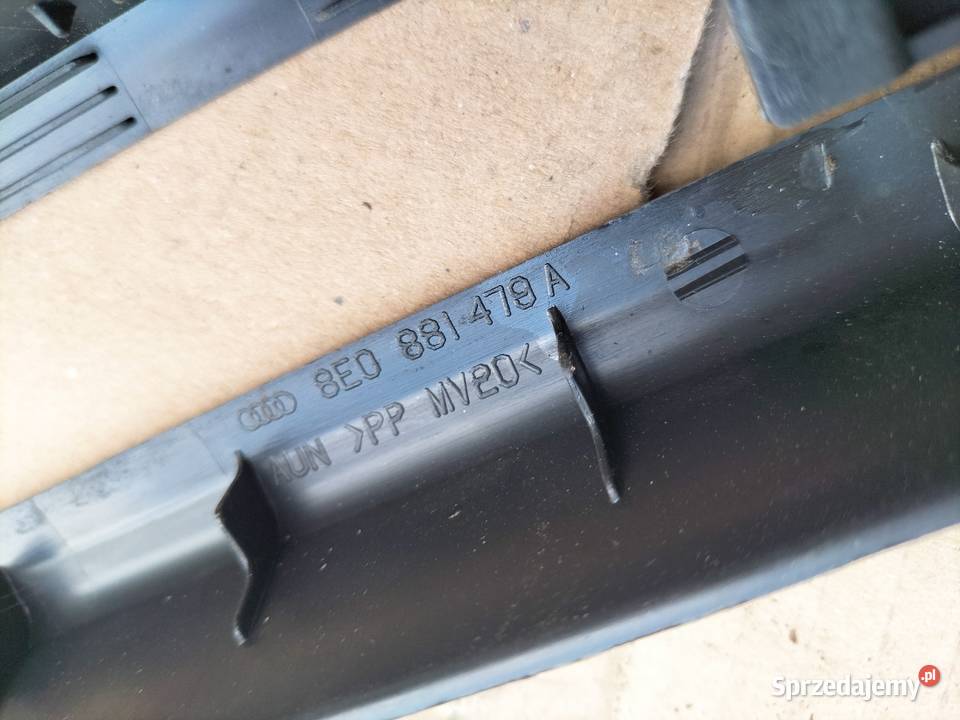 8E0 881 479 A
AUN >PP MV20<
Sprzedajemy.pl